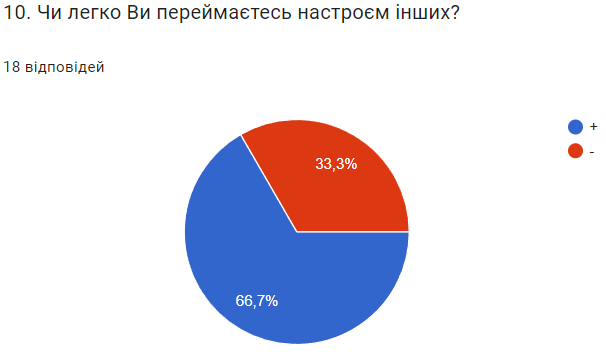 10. Чи легко Ви переймаєтесь настроєм інших?
18 відповідей
+
-
33,3%
66,7%